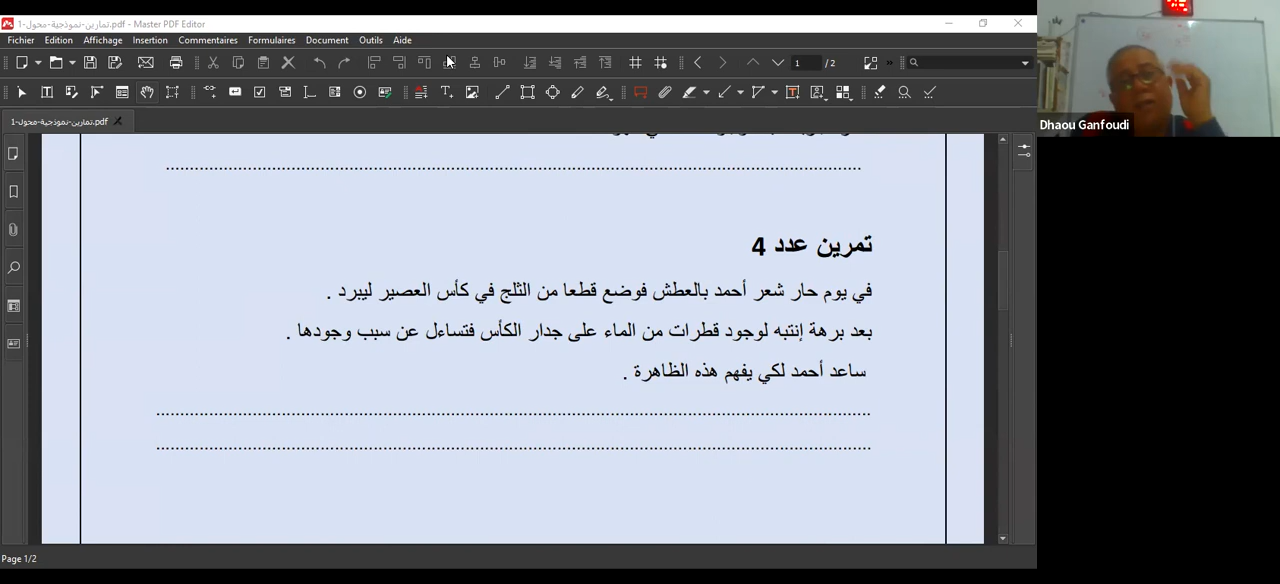 تمارين-نموذجية-محول-1.pdf - Master PDF Editor
Fichier Edition Affichage Insertion Commentaires Formulaires Document Outils Aide
1 / 2
تمارين-نموذجية-محول-1.pdf
Dhaou Ganfoudi
تمرين عدد 4
في يوم حار شعر أحمد بالعطش فوضع قطعا من الثلج في كأس العصير ليبرد .
بعد برهة إنتبه لوجود قطرات من الماء على جدار الكأس فتساءل عن سبب وجودها .
ساعد أحمد لكي يفهم هذه الظاهرة .
Page 1/2